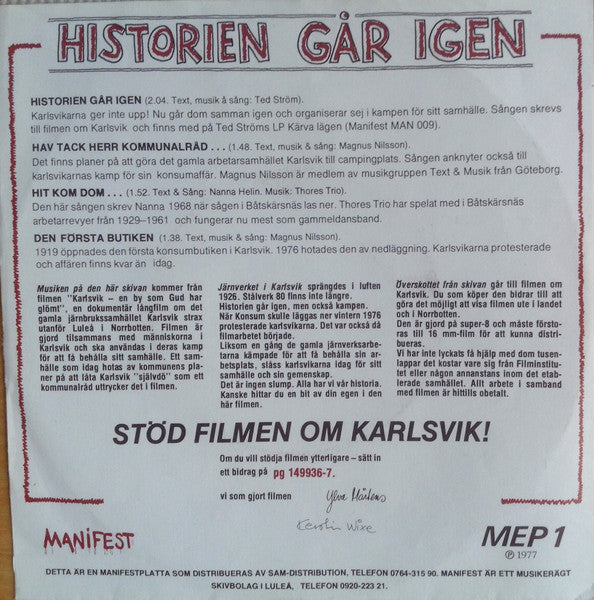 HISTORIEN GÅR IGEN
HISTORIEN GÅR IGEN (2.04. Text, musik å sång: Ted Ström).
Karlsvikarna ger inte upp! Nu går dom samman igen och organiserar sej i kampen för sitt samhälle. Sången skrevs
till filmen om Karlsvik och finns med på Ted Ströms LP Kärva lägen (Manifest MAN 009).
HAV TACK HERR KOMMUNALRÅD . . . (1.48. Text, musik & sång: Magnus Nilsson).
Det finns planer på att göra det gamla arbetarsamhället Karlsvik till campingplats. Sången anknyter också till
karlsvikarnas kamp för sin konsumaffär. Magnus Nilsson är medlem av musikgruppen Text & Musik från Göteborg.
HIT KOM DOM . . . (1.52. Text & Sång: Nanna Helin. Musik: Thores Trio).
Den här sången skrev Nanna 1968 när sågen i Båtskärsnäs las ner. Thores Trio har spelat med i Båtskärsnäs
arbetarrevyer från 1929–1961 och fungerar nu mest som gammeldansband.
DEN FÖRSTA BUTIKEN (1.38. Text, musik & sång: Magnus Nilsson).
1919 öppnades den första konsumbutiken i Karlsvik. 1976 hotades den av nedläggning. Karlsvikarna protesterade
och affären finns kvar än idag.
Musiken på den här skivan kommer från
filmen "Karlsvik – en by som Gud har
glömt", en dokumentär långfilm om det
gamla järnbrukssamhället Karlsvik strax
utanför Luleå i Norrbotten. Filmen är
gjord tillsammans med människorna i
Karlsvik och ska användas i deras kamp
för att få behålla sitt samhälle. Ett sam-
hälle som idag hotas av kommunens pla-
ner på att låta Karlsvik "självdö" som ett
kommunalråd uttrycker det i filmen.
Järnverket i Karlsvik sprängdes i luften
1926. Stålverk 80 finns inte längre.
Historien går igen, men också kampen.
När Konsum skulle läggas ner vintern 1976
protesterade karlsvikarna. Det var också då
filmarbetet började.
Liksom en gång de gamla järnverksarbe-
tarna kämpade för att få behålla sin ar-
betsplats, slåss karlsvikarna idag för sitt
samhälle och sin gemenskap.
Det är ingen slump. Alla har vi vår historia.
Kanske hittar du en bit av din egen i den
här filmen.
Överskottet från skivan går till filmen om
Karlsvik. Du som köper den bidrar till att
göra det möjligt att visa filmen ute i landet
och i Norrbotten.
Den är gjord på super-8 och måste försto-
ras till 16 mm-film för att kunna distri-
bueras.
Vi har inte lyckats få hjälp med dom tusen-
lappar det kostar vare sig från Filminstitu-
tet eller någon annanstans inom det etab-
lerade samhället. Allt arbete i samband
med filmen är hittills obetalt.
STÖD FILMEN OM KARLSVIK!
Om du vill stödja filmen ytterligare – sätt in
ett bidrag på pg 149936-7.
vi som gjort filmen Ylva Mårtens
Kerstin Wixe
MANiFEST
MEP 1
℗ 1977
DETTA ÄR EN MANIFESTPLATTA SOM DISTRIBUERAS AV SAM-DISTRIBUTION, TELEFON 0764-315 90. MANIFEST ÄR ETT MUSIKERÄGT
SKIVBOLAG I LULEÅ, TELEFON 0920-223 21.